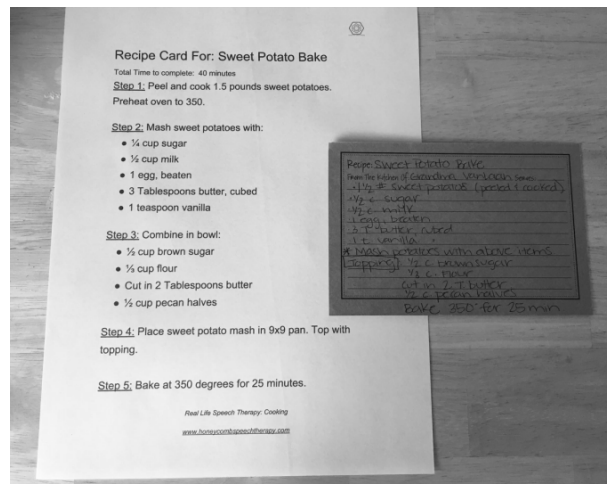 Recipe Card For: Sweet Potato Bake
Total Time to complete: 40 minutes
Step 1: Peel and cook 1.5 pounds sweet potatoes.
Preheat oven to 350.
Step 2: Mash sweet potatoes with:
• ¼ cup sugar
• ½ cup milk
• 1 egg, beaten
• 3 Tablespoons butter, cubed
• 1 teaspoon vanilla
Step 3: Combine in bowl:
• ½ cup brown sugar
• ⅓ cup flour
• Cut in 2 Tablespoons butter
• ½ cup pecan halves
Step 4: Place sweet potato mash in 9x9 pan. Top with
topping.
Step 5: Bake at 350 degrees for 25 minutes.
Real Life Speech Therapy: Cooking
www.honeycombspeechtherapy.com
Recipe: Sweet Potato Bake
From The Kitchen Of Serves
1½ # sweet potatoes (peeled & cooked)
c. sugar
½ c. milk
1 egg, beaten
3 T butter, cubed
1 t. vanilla
* Mash potatoes with above items
Topping ½ c. brown sugar
c. flour
cut in 2 T. butter
½ c. pecan halves
Bake 350° for 25 min